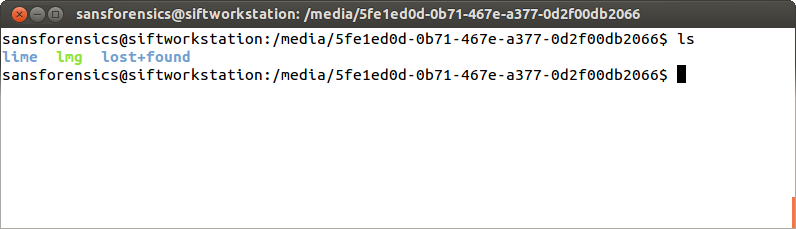 sansforensics@siftworkstation: /media/5fe1ed0d-0b71-467e-a377-0d2f00db2066
sansforensics@siftworkstation:/media/5fe1ed0d-0b71-467e-a377-0d2f00db2066$ ls
lime  lmg  lost+found
sansforensics@siftworkstation:/media/5fe1ed0d-0b71-467e-a377-0d2f00db2066$